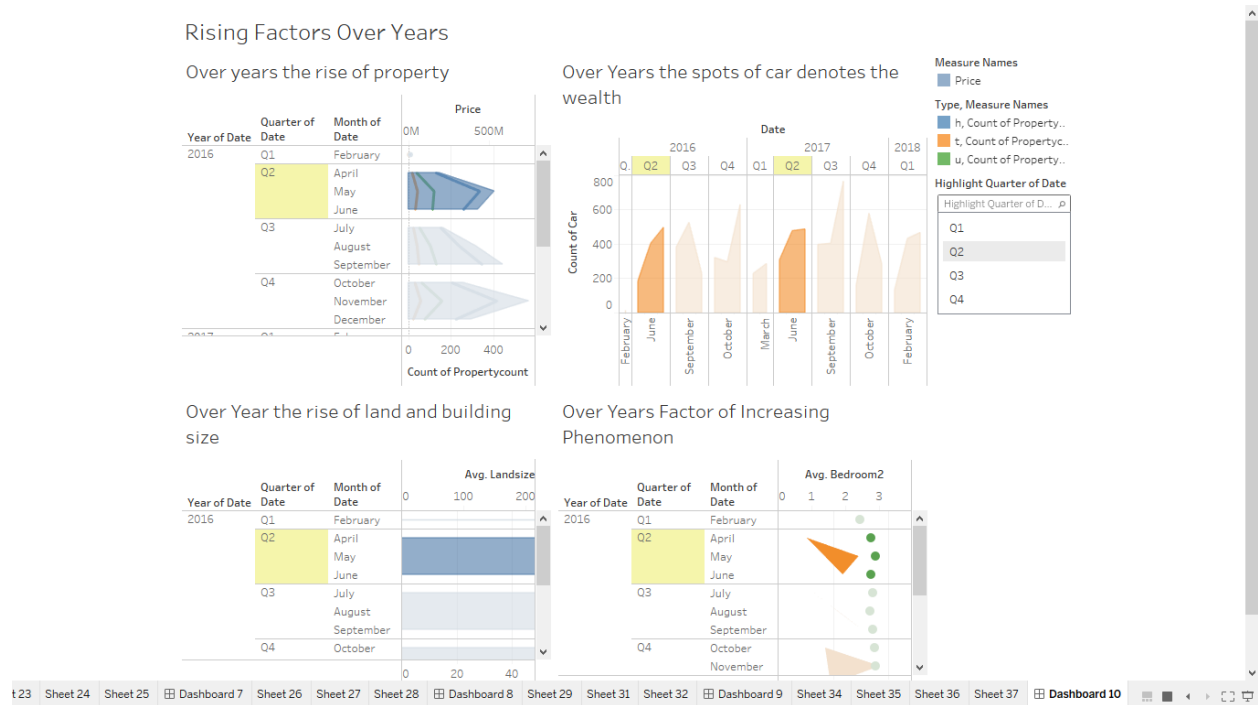 Rising Factors Over Years
Over years the rise of property
Price
Year of Date Quarter of Date Month of Date 0M 500M
2016 Q1 February
Q2 April
May
June
Q3 July
August
September
Q4 October
November
December
0 200 400
Count of Propertycount
Over Years the spots of car denotes the
wealth
Date
2016 2017 2018
Q. Q2 Q3 Q4 Q1 Q2 Q3 Q4 Q1
800
600
400
200
0
Count of Car
February June September October March June September October February
Measure Names
Price
Type, Measure Names
h, Count of Property..
t, Count of Propertyc..
u, Count of Property..
Highlight Quarter of Date
Highlight Quarter of D...
Q1
Q2
Q3
Q4
Over Year the rise of land and building
size
Avg. Landsize
Year of Date Quarter of Date Month of Date 0 100 200
2016 Q1 February
Q2 April
May
June
Q3 July
August
September
Q4 October
0 20 40
Over Years Factor of Increasing
Phenomenon
Avg. Bedroom2
Year of Date Quarter of Date Month of Date 0 1 2 3
2016 Q1 February
Q2 April
May
June
Q3 July
August
September
Q4 October
November
t 23 Sheet 24 Sheet 25 Dashboard 7 Sheet 26 Sheet 27 Sheet 28 Dashboard 8 Sheet 29 Sheet 31 Sheet 32 Dashboard 9 Sheet 34 Sheet 35 Sheet 36 Sheet 37 Dashboard 10